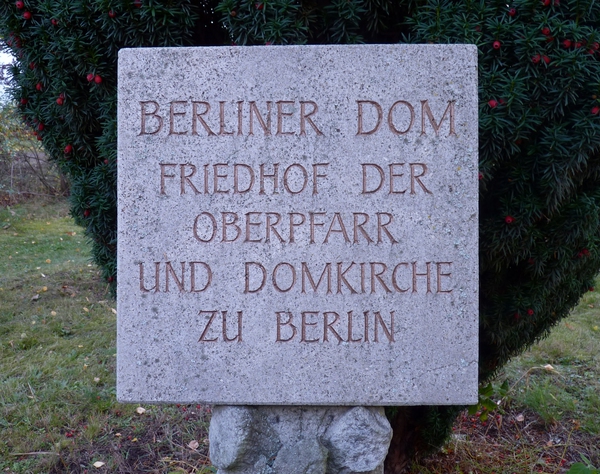 BERLINER DOM
FRIEDHOF DER
OBERPFARR
UND DOMKIRCHE
ZU BERLIN